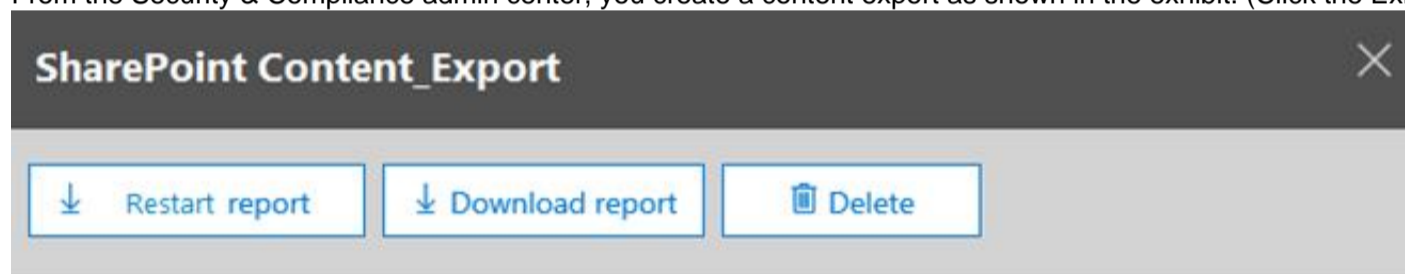 From the Security & Compliance admin center, you create a content export as shown in the exhibit. (Click the
SharePoint Content_Export
Restart report
Download report
Delete